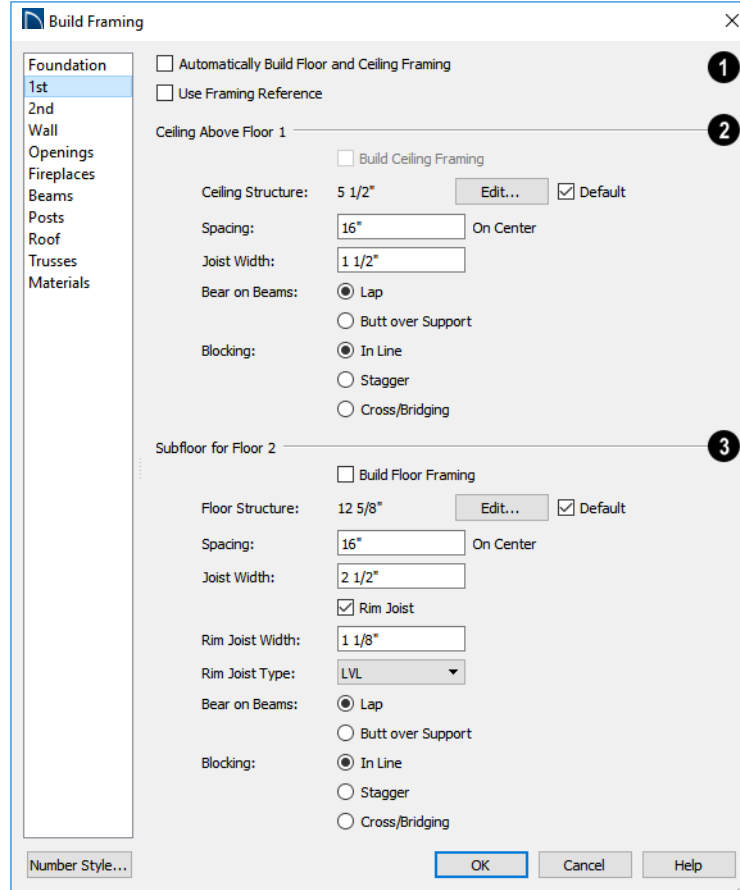 Build Framing
Foundation
1st
2nd
Wall
Openings
Fireplaces
Beams
Posts
Roof
Trusses
Materials
Automatically Build Floor and Ceiling Framing
1
Use Framing Reference
Ceiling Above Floor 1
2
Build Ceiling Framing
Ceiling Structure: 5 1/2" Edit... Default
Spacing: 16" On Center
Joist Width: 1 1/2"
Bear on Beams: Lap
Butt over Support
Blocking: In Line
Stagger
Cross/Bridging
Subfloor for Floor 2
3
Build Floor Framing
Floor Structure: 12 5/8" Edit... Default
Spacing: 16" On Center
Joist Width: 2 1/2"
Rim Joist
Rim Joist Width: 1 1/8"
Rim Joist Type: LVL
Bear on Beams: Lap
Butt over Support
Blocking: In Line
Stagger
Cross/Bridging
Number Style... OK Cancel Help